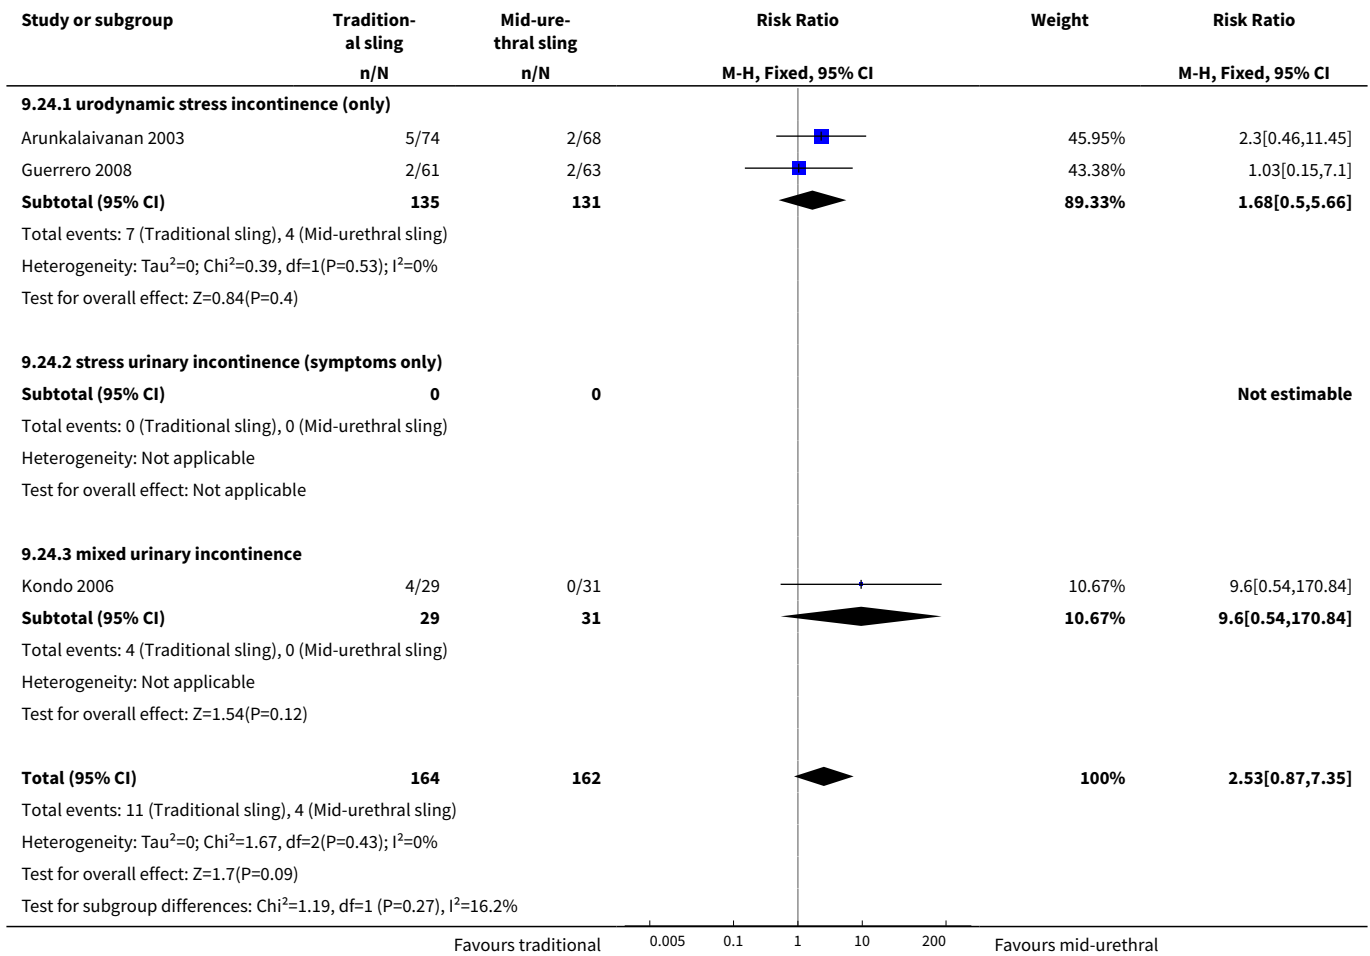 Study or subgroup Tradition- Mid-ure- Risk Ratio Weight Risk Ratio
al sling thral sling
n/N n/N M-H, Fixed, 95% CI M-H, Fixed, 95% CI
9.24.1 urodynamic stress incontinence (only)
Arunkalaivanan 2003 5/74 2/68 45.95% 2.3[0.46,11.45]
Guerrero 2008 2/61 2/63 43.38% 1.03[0.15,7.1]
Subtotal (95% CI) 135 131 89.33% 1.68[0.5,5.66]
Total events: 7 (Traditional sling), 4 (Mid-urethral sling)
Heterogeneity: Tau²=0; Chi²=0.39, df=1(P=0.53); I²=0%
Test for overall effect: Z=0.84(P=0.4)
9.24.2 stress urinary incontinence (symptoms only)
Subtotal (95% CI) 0 0 Not estimable
Total events: 0 (Traditional sling), 0 (Mid-urethral sling)
Heterogeneity: Not applicable
Test for overall effect: Not applicable
9.24.3 mixed urinary incontinence
Kondo 2006 4/29 0/31 10.67% 9.6[0.54,170.84]
Subtotal (95% CI) 29 31 10.67% 9.6[0.54,170.84]
Total events: 4 (Traditional sling), 0 (Mid-urethral sling)
Heterogeneity: Not applicable
Test for overall effect: Z=1.54(P=0.12)
Total (95% CI) 164 162 100% 2.53[0.87,7.35]
Total events: 11 (Traditional sling), 4 (Mid-urethral sling)
Heterogeneity: Tau²=0; Chi²=1.67, df=2(P=0.43); I²=0%
Test for overall effect: Z=1.7(P=0.09)
Test for subgroup differences: Chi²=1.19, df=1 (P=0.27), I²=16.2%
Favours traditional 0.005 0.1 1 10 200 Favours mid-urethral